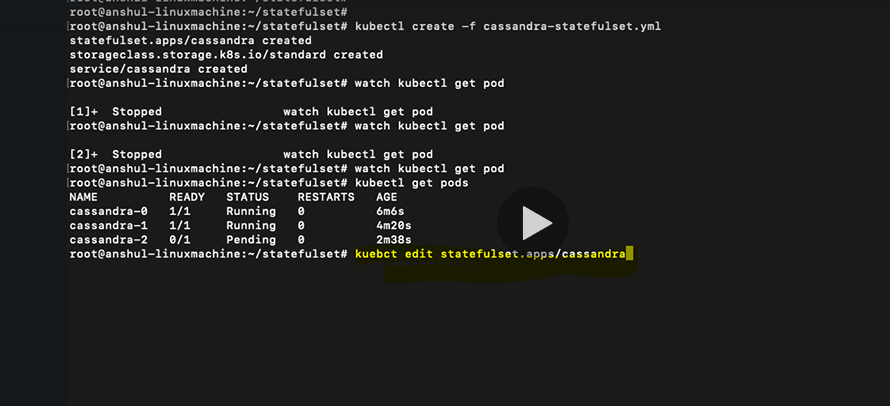 root@anshul-linuxmachine:~/statefulset#
root@anshul-linuxmachine:~/statefulset#
root@anshul-linuxmachine:~/statefulset# kubectl create -f cassandra-statefulset.yml
statefulset.apps/cassandra created
storageclass.storage.k8s.io/standard created
service/cassandra created
[root@anshul-linuxmachine:~/statefulset# watch kubectl get pod
[1]+  Stopped                 watch kubectl get pod
[root@anshul-linuxmachine:~/statefulset# watch kubectl get pod
[2]+  Stopped                 watch kubectl get pod
[root@anshul-linuxmachine:~/statefulset# watch kubectl get pod
[root@anshul-linuxmachine:~/statefulset# kubectl get pods
NAME          READY   STATUS    RESTARTS   AGE
cassandra-0   1/1     Running   0          6m6s
cassandra-1   1/1     Running   0          4m20s
cassandra-2   0/1     Pending   0          2m38s
root@anshul-linuxmachine:~/statefulset# kuebct edit statefulset.apps/cassandra